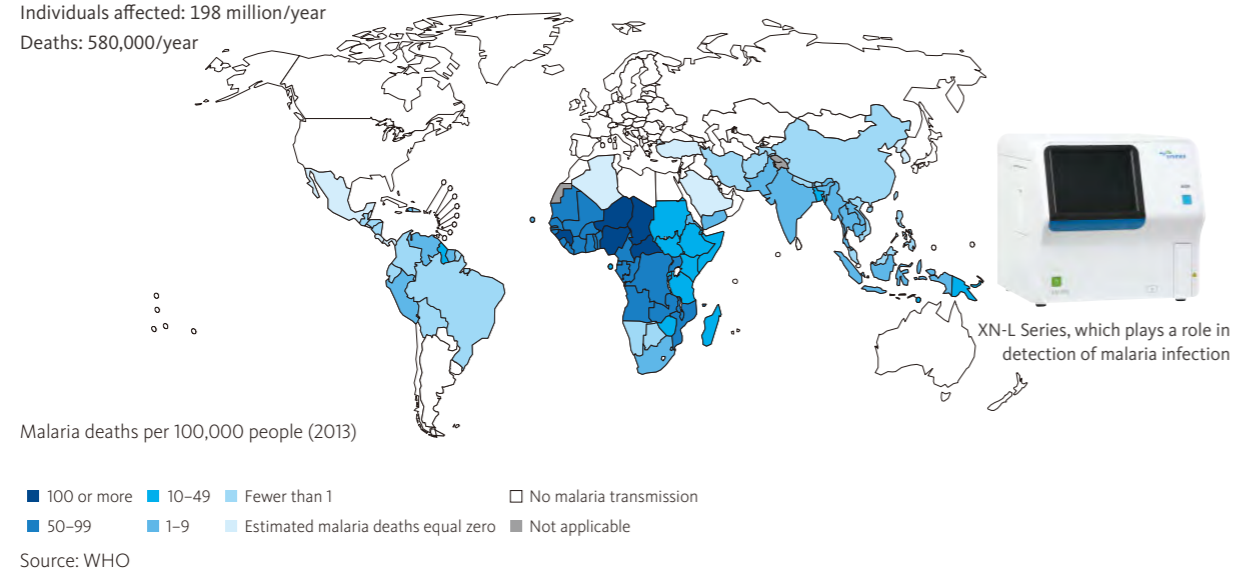 Individuals affected: 198 million/year
Deaths: 580,000/year
sysmex
XN-L Series, which plays a role in
detection of malaria infection
Malaria deaths per 100,000 people (2013)
100 or more
10–49
Fewer than 1
No malaria transmission
50–99
1–9
Estimated malaria deaths equal zero
Not applicable
Source: WHO